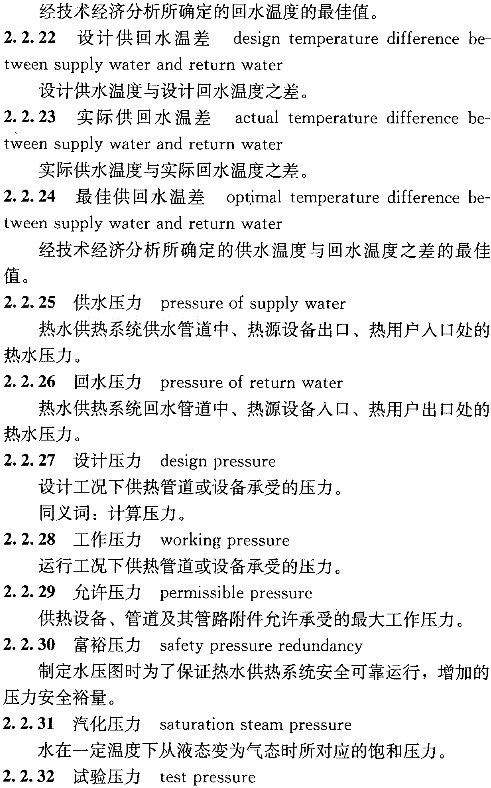 经技术经济分析所确定的回水温度的最佳值。
2.2.22 设计供回水温差 design temperature difference be-
tween supply water and return water
设计供水温度与设计回水温度之差。
2.2.23 实际供回水温差 actual temperature difference be-
tween supply water and return water
实际供水温度与实际回水温度之差。
2.2.24 最佳供回水温差 optimal temperature difference be-
tween supply water and return water
经技术经济分析所确定的供水温度与回水温度之差的最佳
值。
2.2.25 供水压力 pressure of supply water
热水供热系统供水管道中、热源设备出口、热用户入口处的
热水压力。
2.2.26 回水压力 pressure of return water
热水供热系统回水管道中、热源设备入口、热用户出口处的
热水压力。
2.2.27 设计压力 design pressure
设计工况下供热管道或设备承受的压力。
同义词：计算压力。
2.2.28 工作压力 working pressure
运行工况下供热管道或设备承受的压力。
2.2.29 允许压力 permissible pressure
供热设备、管道及其管路附件允许承受的最大工作压力。
2.2.30 富裕压力 safety pressure redundancy
制定水压图时为了保证热水供热系统安全可靠运行，增加的
压力安全裕量。
2.2.31 汽化压力 saturation steam pressure
水在一定温度下从液态变为气态时所对应的饱和压力。
2.2.32 试验压力 test pressure